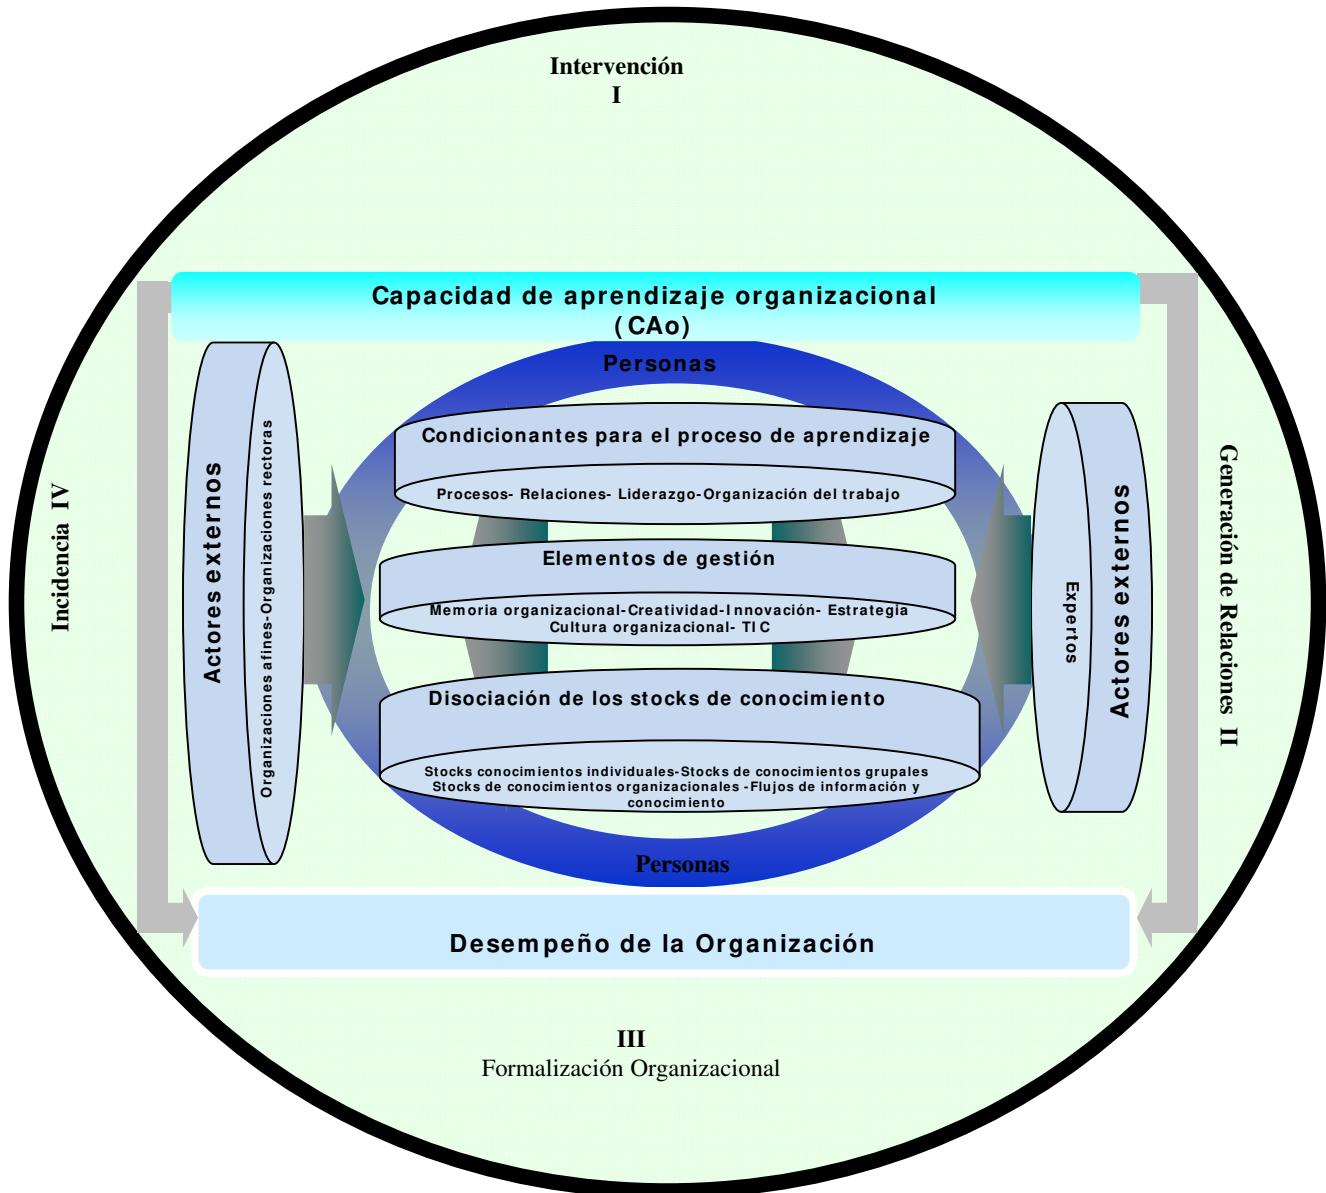 Intervención
I
Capacidad de aprendizaje organizacional
(CAo)
Personas
Condicionantes para el proceso de aprendizaje
Procesos- Relaciones- Liderazgo-Organización del trabajo
Elementos de gestión
Memoria organizacional-Creatividad-Innovación- Estrategia
Cultura organizacional- TIC
Disociación de los stocks de conocimiento
Stocks conocimientos individuales-Stocks de conocimientos grupales
Stocks de conocimientos organizacionales -Flujos de información y
conocimiento
Personas
Incidencia IV
Actores externos
Organizaciones afines-Organizaciones rectoras
Expertos
Actores externos
Generación de Relaciones II
Desempeño de la Organización
III
Formalización Organizacional